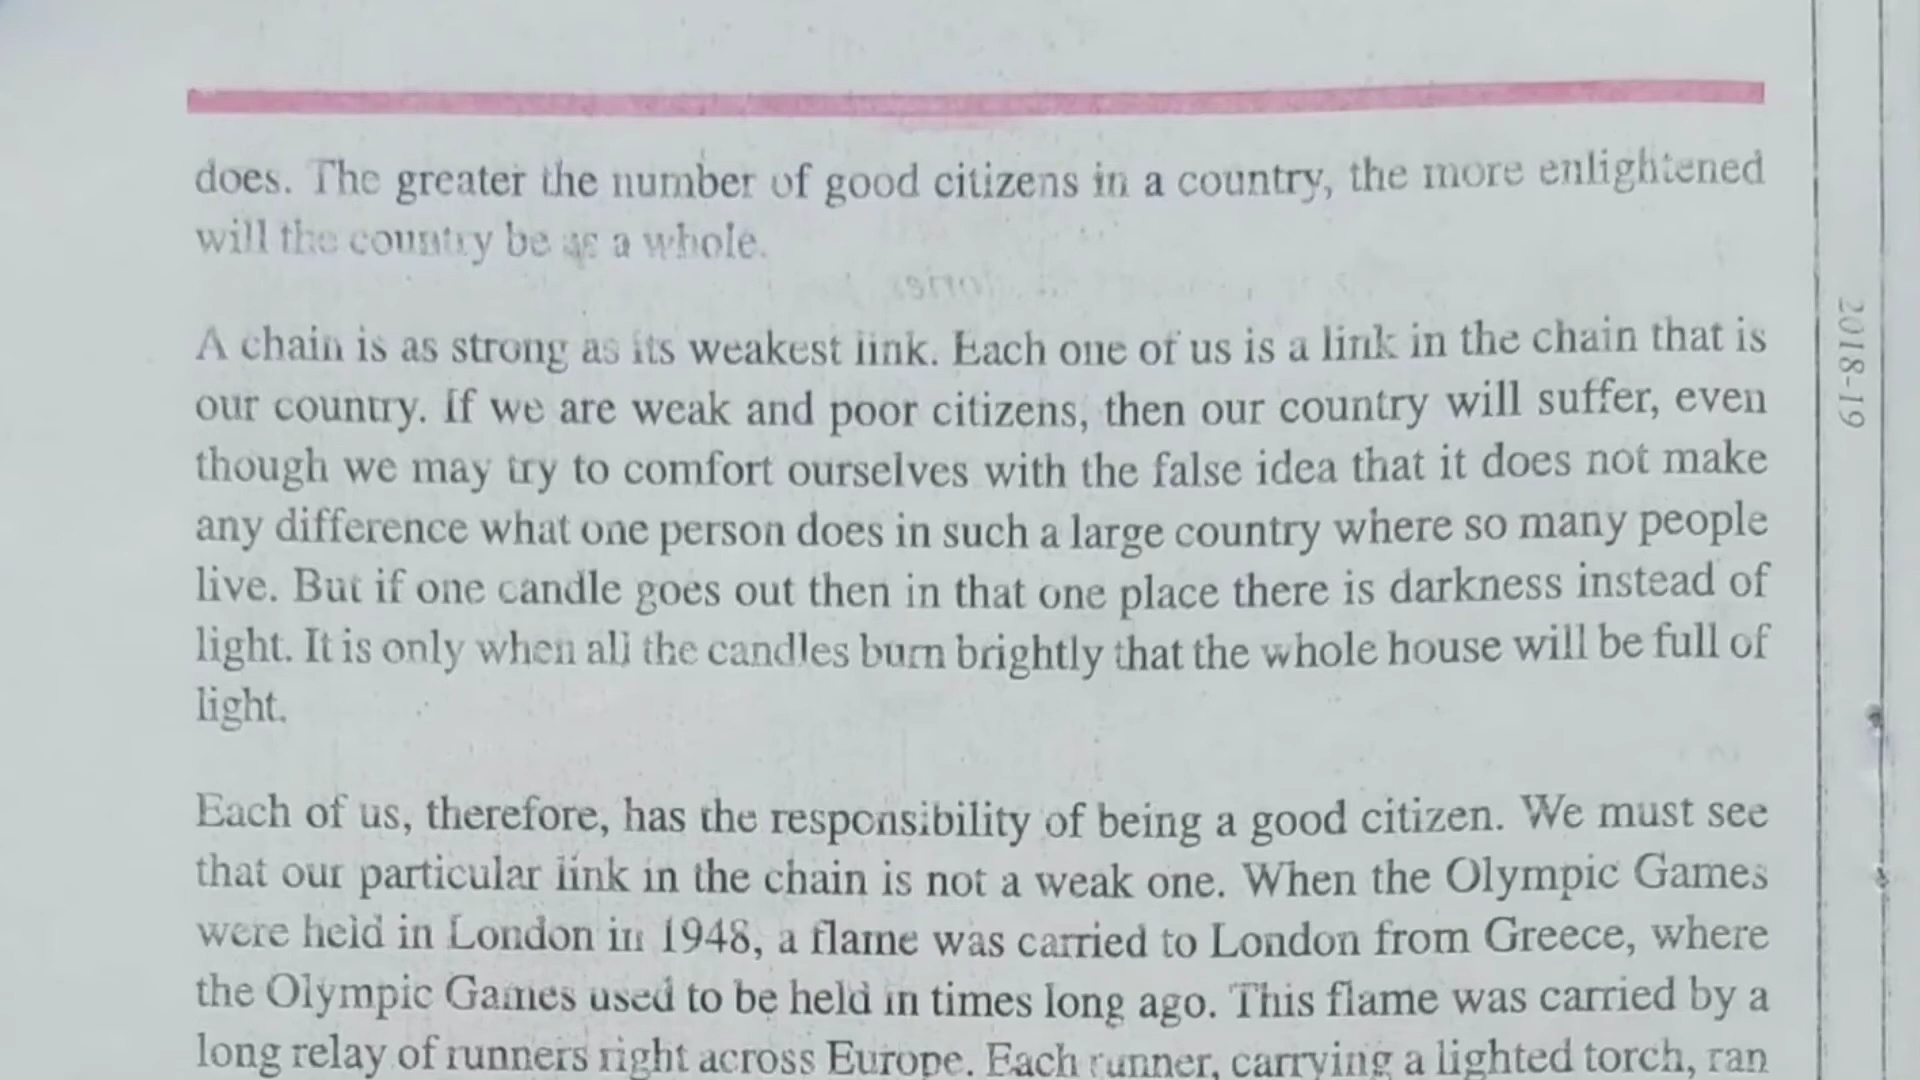 does. The greater the number of good citizens in a country, the more enlightened
will the country be as a whole.
A chain is as strong as its weakest link. Each one of us is a link in the chain that is
our country. If we are weak and poor citizens, then our country will suffer, even
though we may try to comfort ourselves with the false idea that it does not make
any difference what one person does in such a large country where so many people
live. But if one candle goes out then in that one place there is darkness instead of
light. It is only when all the candles burn brightly that the whole house will be full of
light.
Each of us, therefore, has the responsibility of being a good citizen. We must see
that our particular link in the chain is not a weak one. When the Olympic Games
were held in London in 1948, a flame was carried to London from Greece, where
the Olympic Games used to be held in times long ago. This flame was carried by a
long relay of runners right across Europe. Each runner, carrying a lighted torch, ran
2018-19